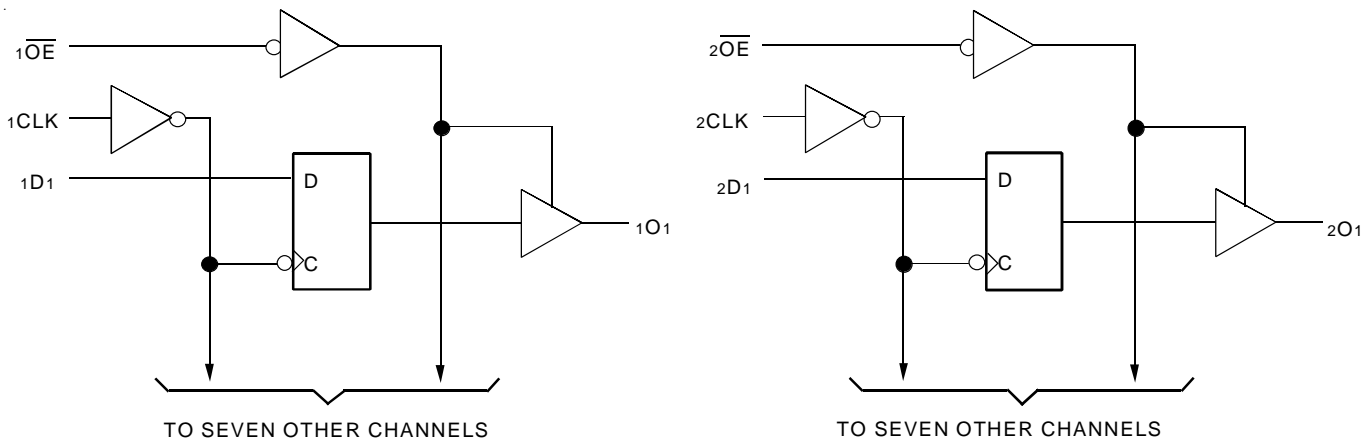 1OE
1CLK
1D1
D
C
1O1
TO SEVEN OTHER CHANNELS
2OE
2CLK
2D1
D
C
2O1
TO SEVEN OTHER CHANNELS